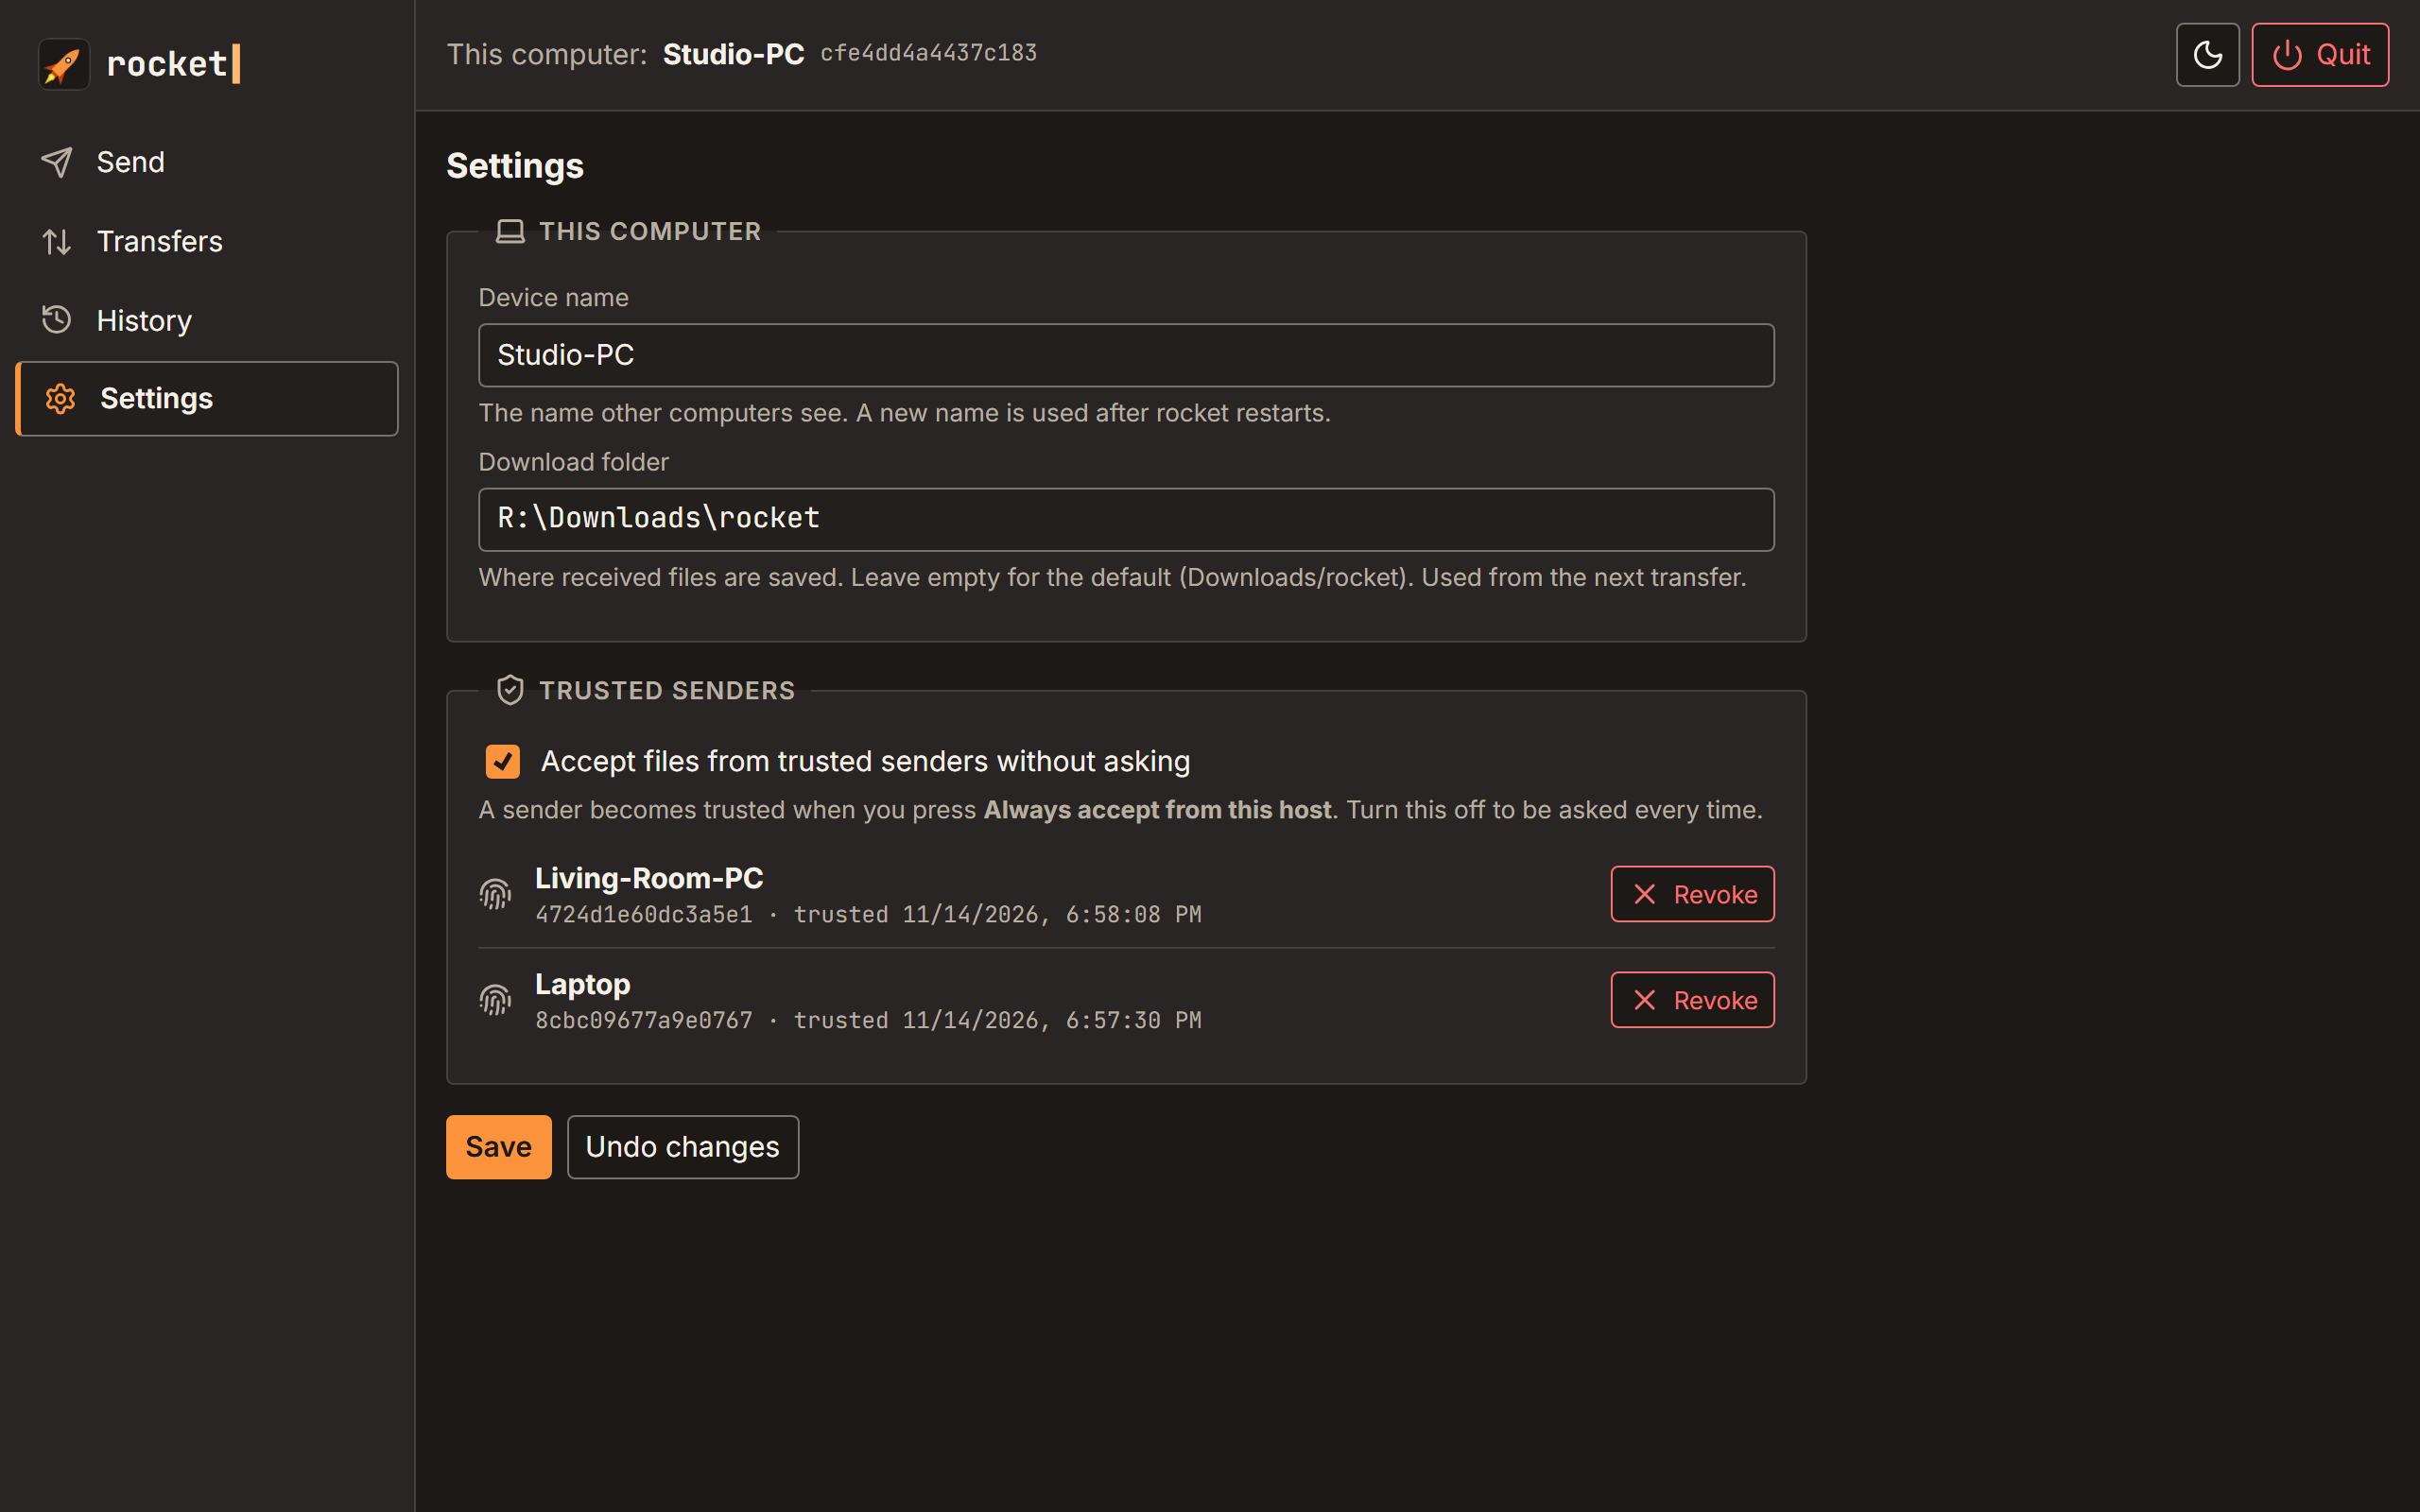 rocket
Send
Transfers
History
Settings
This computer: Studio-PC cfe4dd4a4437c183
Quit
Settings
THIS COMPUTER
Device name
Studio-PC
The name other computers see. A new name is used after rocket restarts.
Download folder
R:\Downloads\rocket
Where received files are saved. Leave empty for the default (Downloads/rocket). Used from the next transfer.
TRUSTED SENDERS
Accept files from trusted senders without asking
A sender becomes trusted when you press Always accept from this host. Turn this off to be asked every time.
Living-Room-PC
4724d1e60dc3a5e1 · trusted 11/14/2026, 6:58:08 PM
Revoke
Laptop
8cbc09677a9e0767 · trusted 11/14/2026, 6:57:30 PM
Revoke
Save
Undo changes